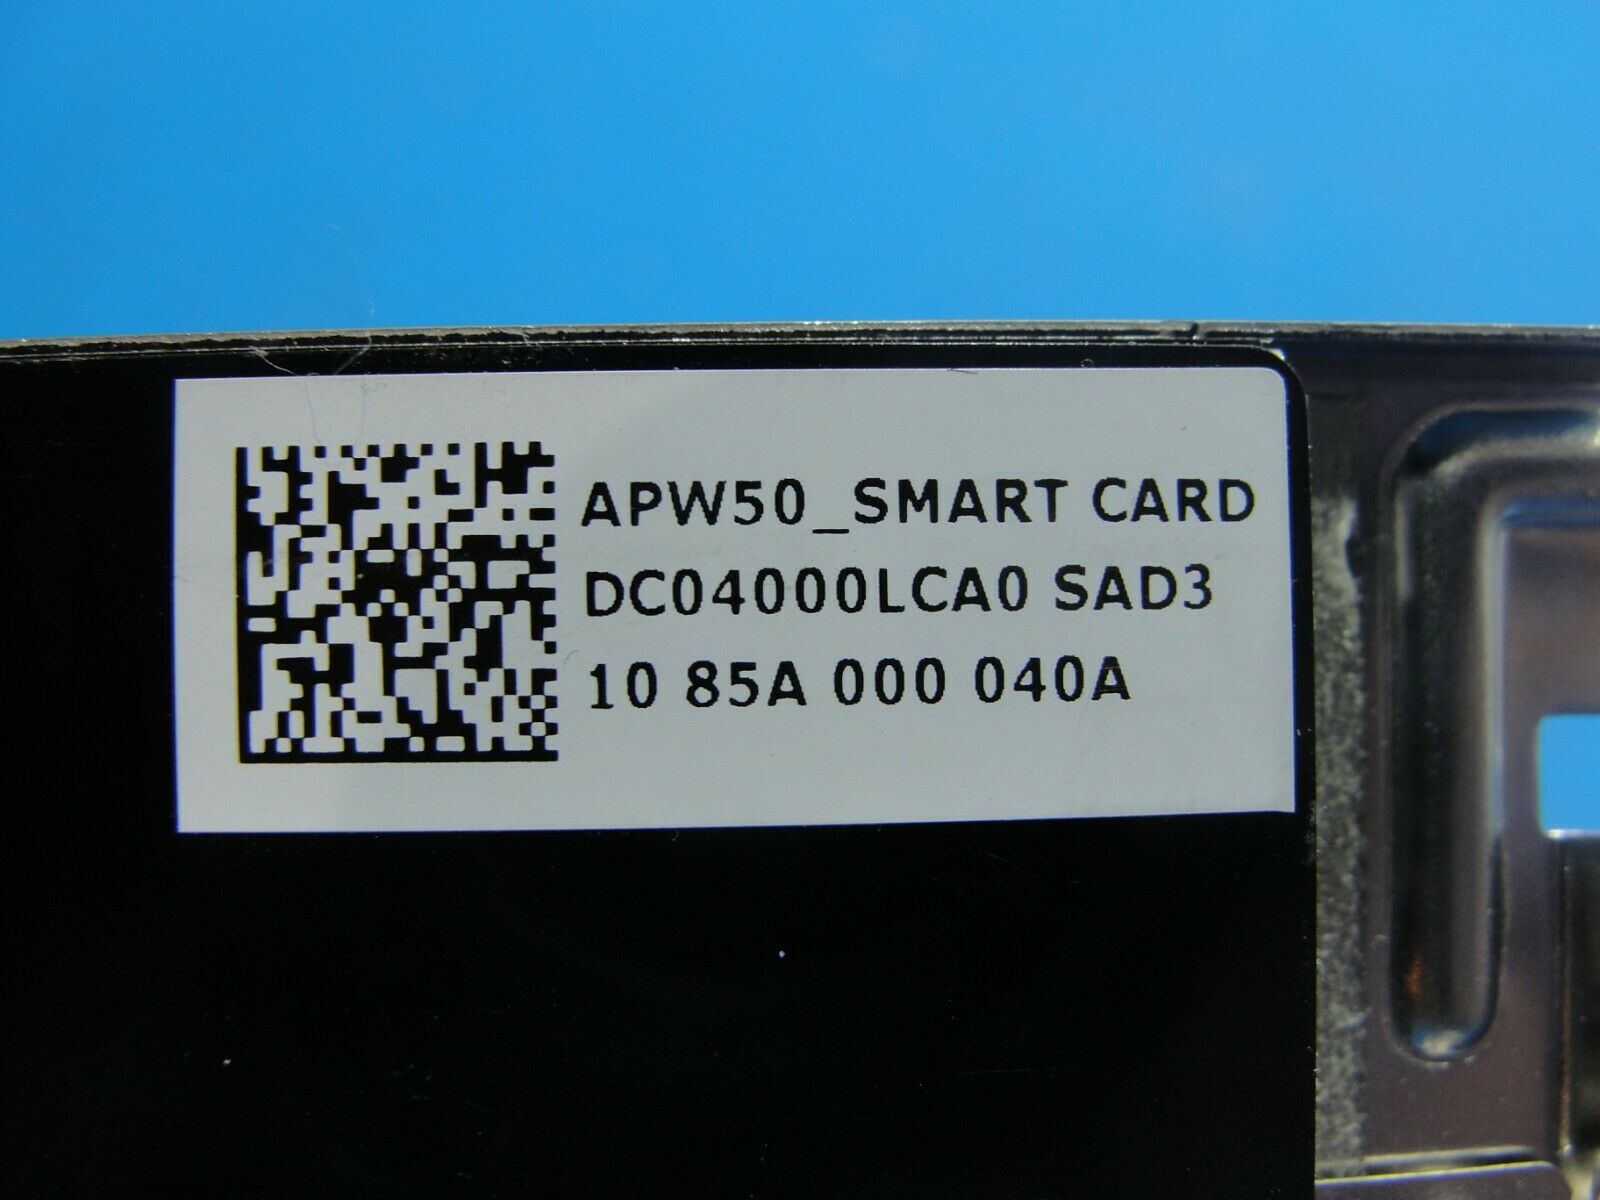 APW50_SMART CARD
DC04000LCA0 SAD3
10 85A 000 040A